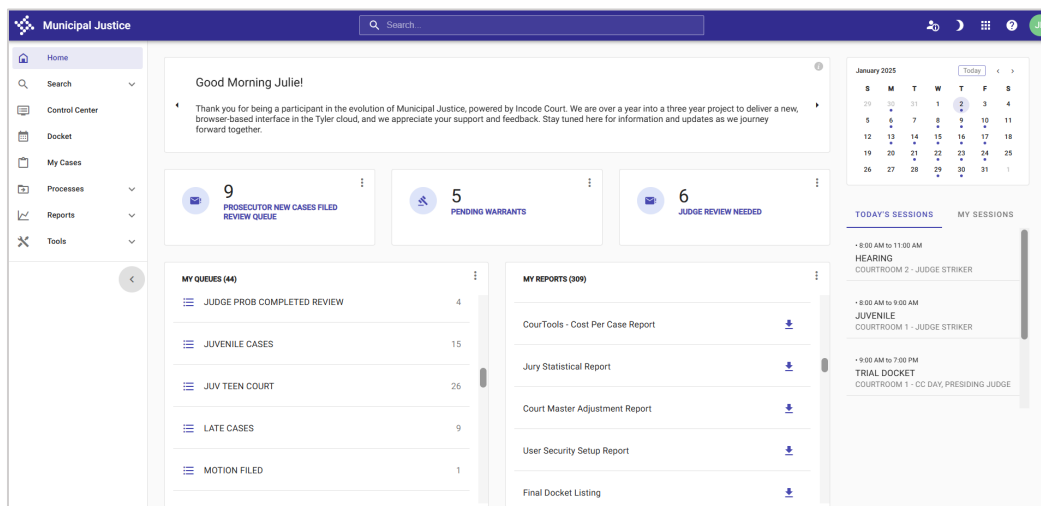 Municipal Justice
Search...
Home
Search
Control Center
Docket
My Cases
Processes
Reports
Tools
Good Morning Julie!
Thank you for being a participant in the evolution of Municipal Justice, powered by Incode Court. We are over a year into a three year project to deliver a new,
browser-based interface in the Tyler cloud, and we appreciate your support and feedback. Stay tuned here for information and updates as we journey
forward together.
9
PROSECUTOR NEW CASES FILED
REVIEW QUEUE
5
PENDING WARRANTS
6
JUDGE REVIEW NEEDED
MY QUEUES (44)
JUDGE PROB COMPLETED REVIEW 4
JUVENILE CASES 15
JUV TEEN COURT 26
LATE CASES 9
MOTION FILED 1
MY REPORTS (309)
CourTools - Cost Per Case Report
Jury Statistical Report
Court Master Adjustment Report
User Security Setup Report
Final Docket Listing
January 2025 Today
S M T W T F S
29 30 31 1 2 3 4
5 6 7 8 9 10 11
12 13 14 15 16 17 18
19 20 21 22 23 24 25
26 27 28 29 30 31 1
TODAY'S SESSIONS MY SESSIONS
• 8:00 AM to 11:00 AM
HEARING
COURTROOM 2 - JUDGE STRIKER
• 8:00 AM to 9:00 AM
JUVENILE
COURTROOM 1 - JUDGE STRIKER
• 9:00 AM to 7:00 PM
TRIAL DOCKET
COURTROOM 1 - CC DAY, PRESIDING JUDGE